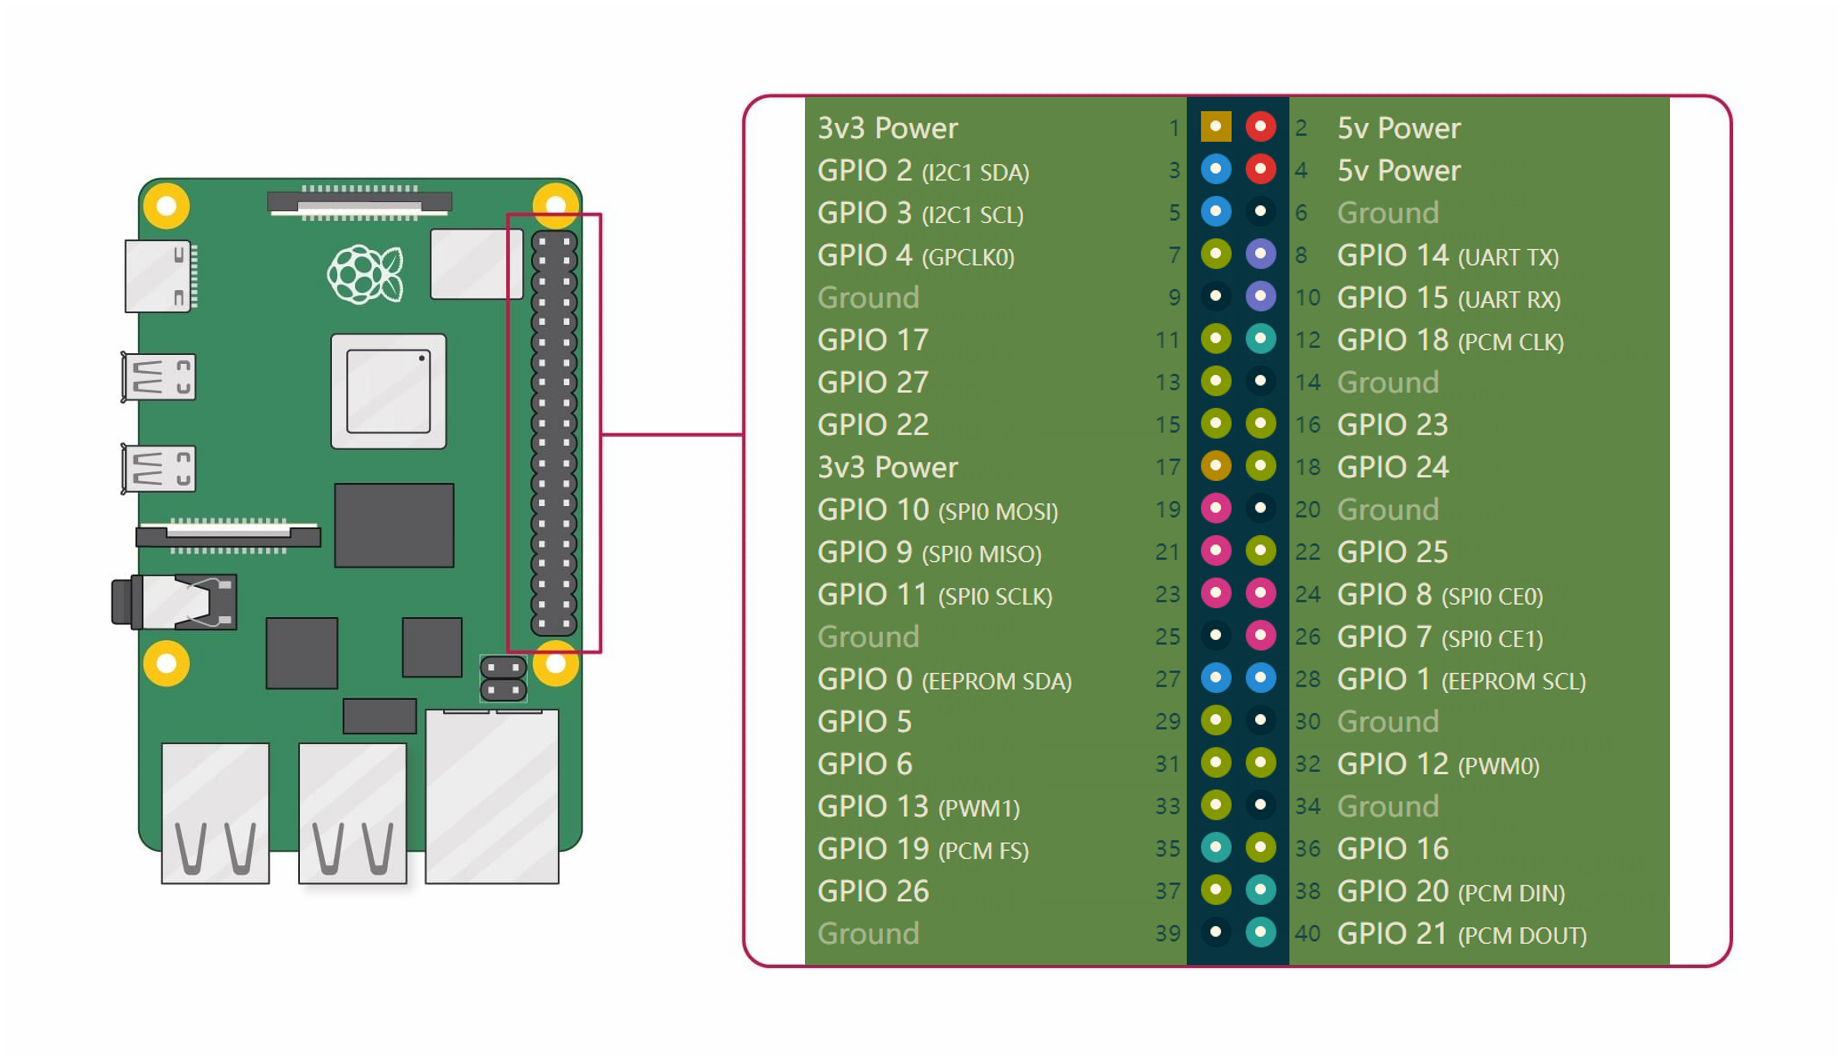 3v3 Power 1 2 5v Power
GPIO 2 (I2C1 SDA) 3 4 5v Power
GPIO 3 (I2C1 SCL) 5 6 Ground
GPIO 4 (GPCLK0) 7 8 GPIO 14 (UART TX)
Ground 9 10 GPIO 15 (UART RX)
GPIO 17 11 12 GPIO 18 (PCM CLK)
GPIO 27 13 14 Ground
GPIO 22 15 16 GPIO 23
3v3 Power 17 18 GPIO 24
GPIO 10 (SPI0 MOSI) 19 20 Ground
GPIO 9 (SPI0 MISO) 21 22 GPIO 25
GPIO 11 (SPI0 SCLK) 23 24 GPIO 8 (SPI0 CE0)
Ground 25 26 GPIO 7 (SPI0 CE1)
GPIO 0 (EEPROM SDA) 27 28 GPIO 1 (EEPROM SCL)
GPIO 5 29 30 Ground
GPIO 6 31 32 GPIO 12 (PWM0)
GPIO 13 (PWM1) 33 34 Ground
GPIO 19 (PCM FS) 35 36 GPIO 16
GPIO 26 37 38 GPIO 20 (PCM DIN)
Ground 39 40 GPIO 21 (PCM DOUT)